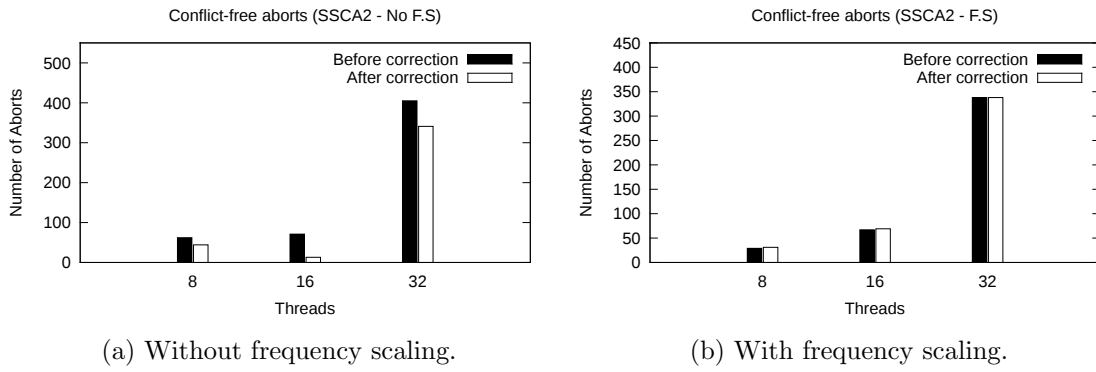 Conflict-free aborts (SSCA2 - No F.S)
Number of Aborts
500
400
300
200
100
0
Before correction
After correction
8 16 32
Threads
(a) Without frequency scaling.
Conflict-free aborts (SSCA2 - F.S)
Number of Aborts
450
400
350
300
250
200
150
100
50
0
Before correction
After correction
8 16 32
Threads
(b) With frequency scaling.